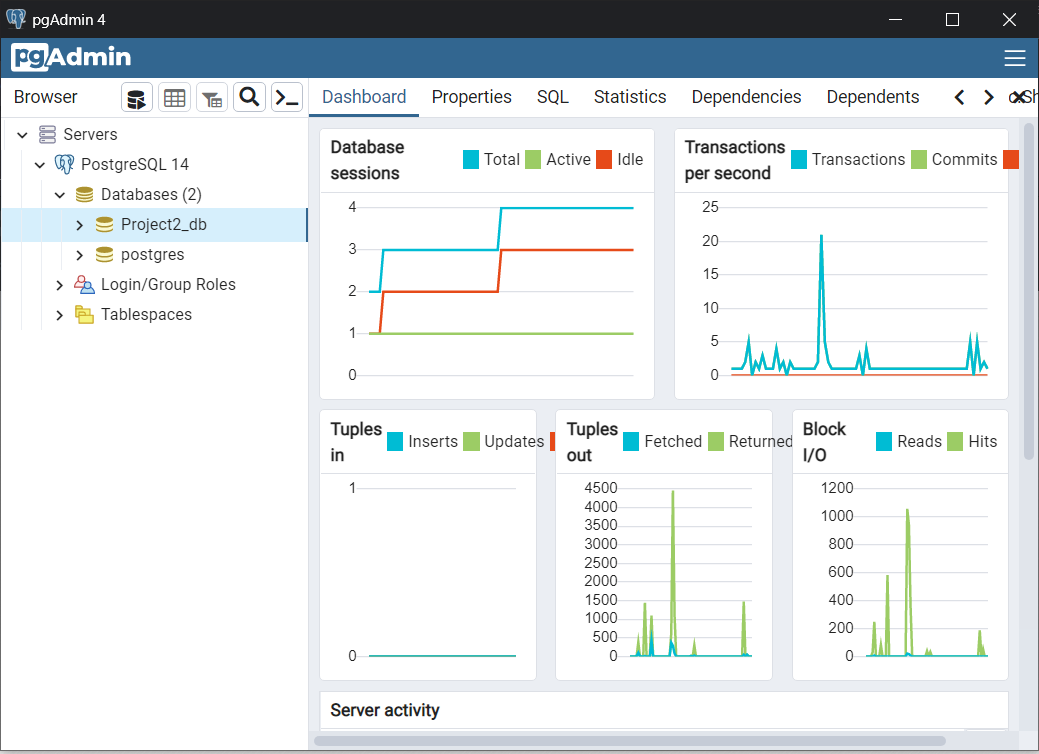 pgAdmin 4
pgAdmin
Browser
Dashboard Properties SQL Statistics Dependencies Dependents
Servers
PostgreSQL 14
Databases (2)
Project2_db
postgres
Login/Group Roles
Tablespaces
Database sessions
Total Active Idle
4
3
2
1
0
Transactions per second
Transactions Commits
25
20
15
10
5
0
Tuples in
Inserts Updates
1
0
Tuples out
Fetched Returned
4500
4000
3500
3000
2500
2000
1500
1000
500
0
Block I/O
Reads Hits
1200
1000
800
600
400
200
0
Server activity